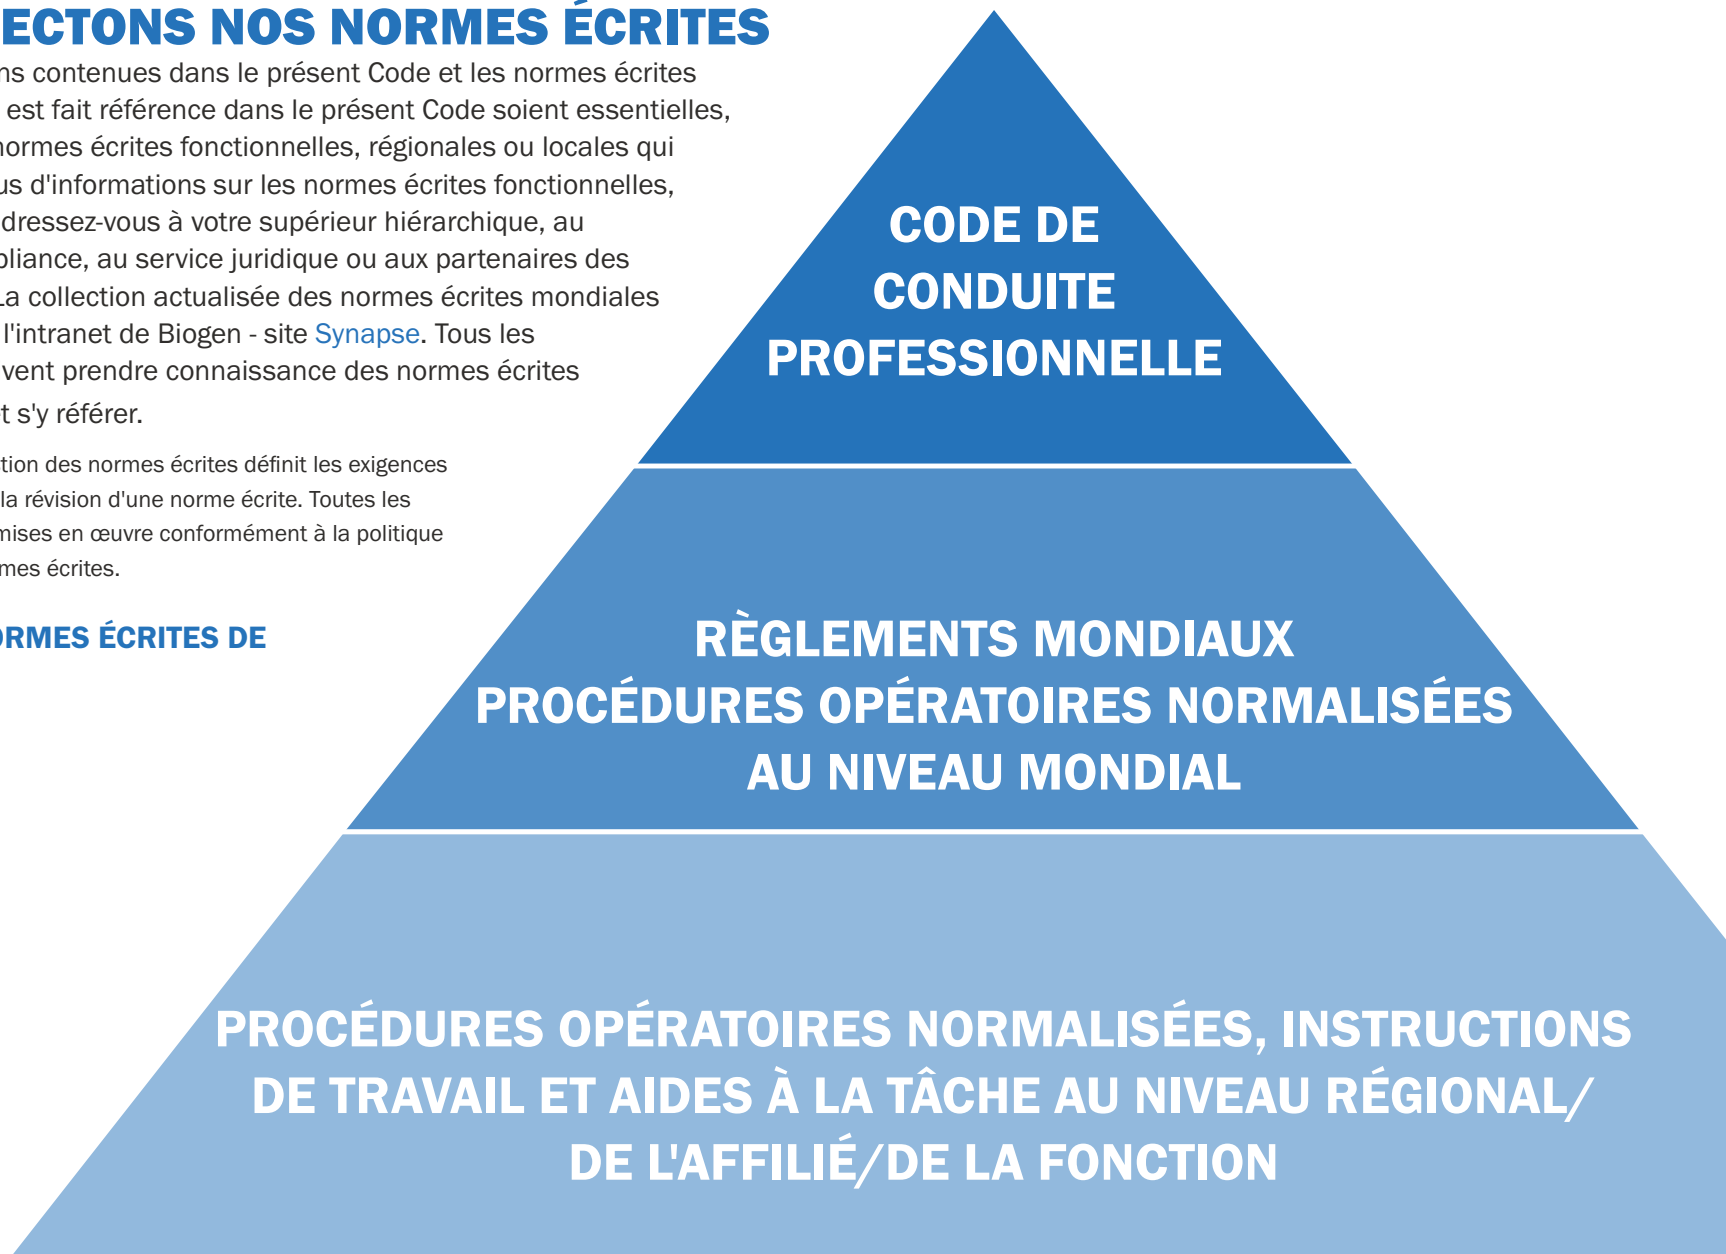 ECTONS NOS NORMES ÉCRITES
ns contenues dans le présent Code et les normes écrites
est fait référence dans le présent Code soient essentielles,
normes écrites fonctionnelles, régionales ou locales qui
us d'informations sur les normes écrites fonctionnelles,
dressez-vous à votre supérieur hiérarchique, au
pliance, au service juridique ou aux partenaires des
La collection actualisée des normes écrites mondiales
l'intranet de Biogen - site Synapse. Tous les
vent prendre connaissance des normes écrites
t s'y référer.
tion des normes écrites définit les exigences
la révision d'une norme écrite. Toutes les
mises en œuvre conformément à la politique
mes écrites.
ORMES ÉCRITES DE
CODE DE
CONDUITE
PROFESSIONNELLE
RÈGLEMENTS MONDIAUX
PROCÉDURES OPÉRATOIRES NORMALISÉES
AU NIVEAU MONDIAL
PROCÉDURES OPÉRATOIRES NORMALISÉES, INSTRUCTIONS
DE TRAVAIL ET AIDES À LA TÂCHE AU NIVEAU RÉGIONAL/
DE L'AFFILIÉ/DE LA FONCTION